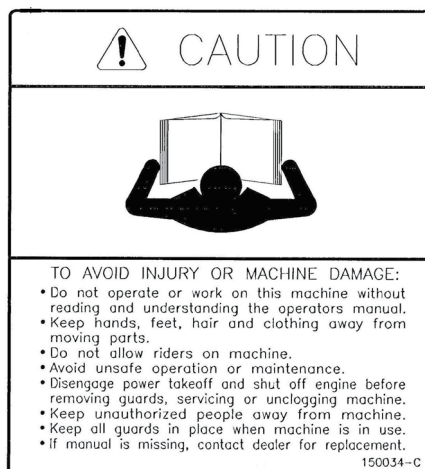 CAUTION
TO AVOID INJURY OR MACHINE DAMAGE:
• Do not operate or work on this machine without
reading and understanding the operators manual.
• Keep hands, feet, hair and clothing away from
moving parts.
• Do not allow riders on machine.
• Avoid unsafe operation or maintenance.
• Disengage power takeoff and shut off engine before
removing guards, servicing or unclogging machine.
• Keep unauthorized people away from machine.
• Keep all guards in place when machine is in use.
• If manual is missing, contact dealer for replacement.
150034-C